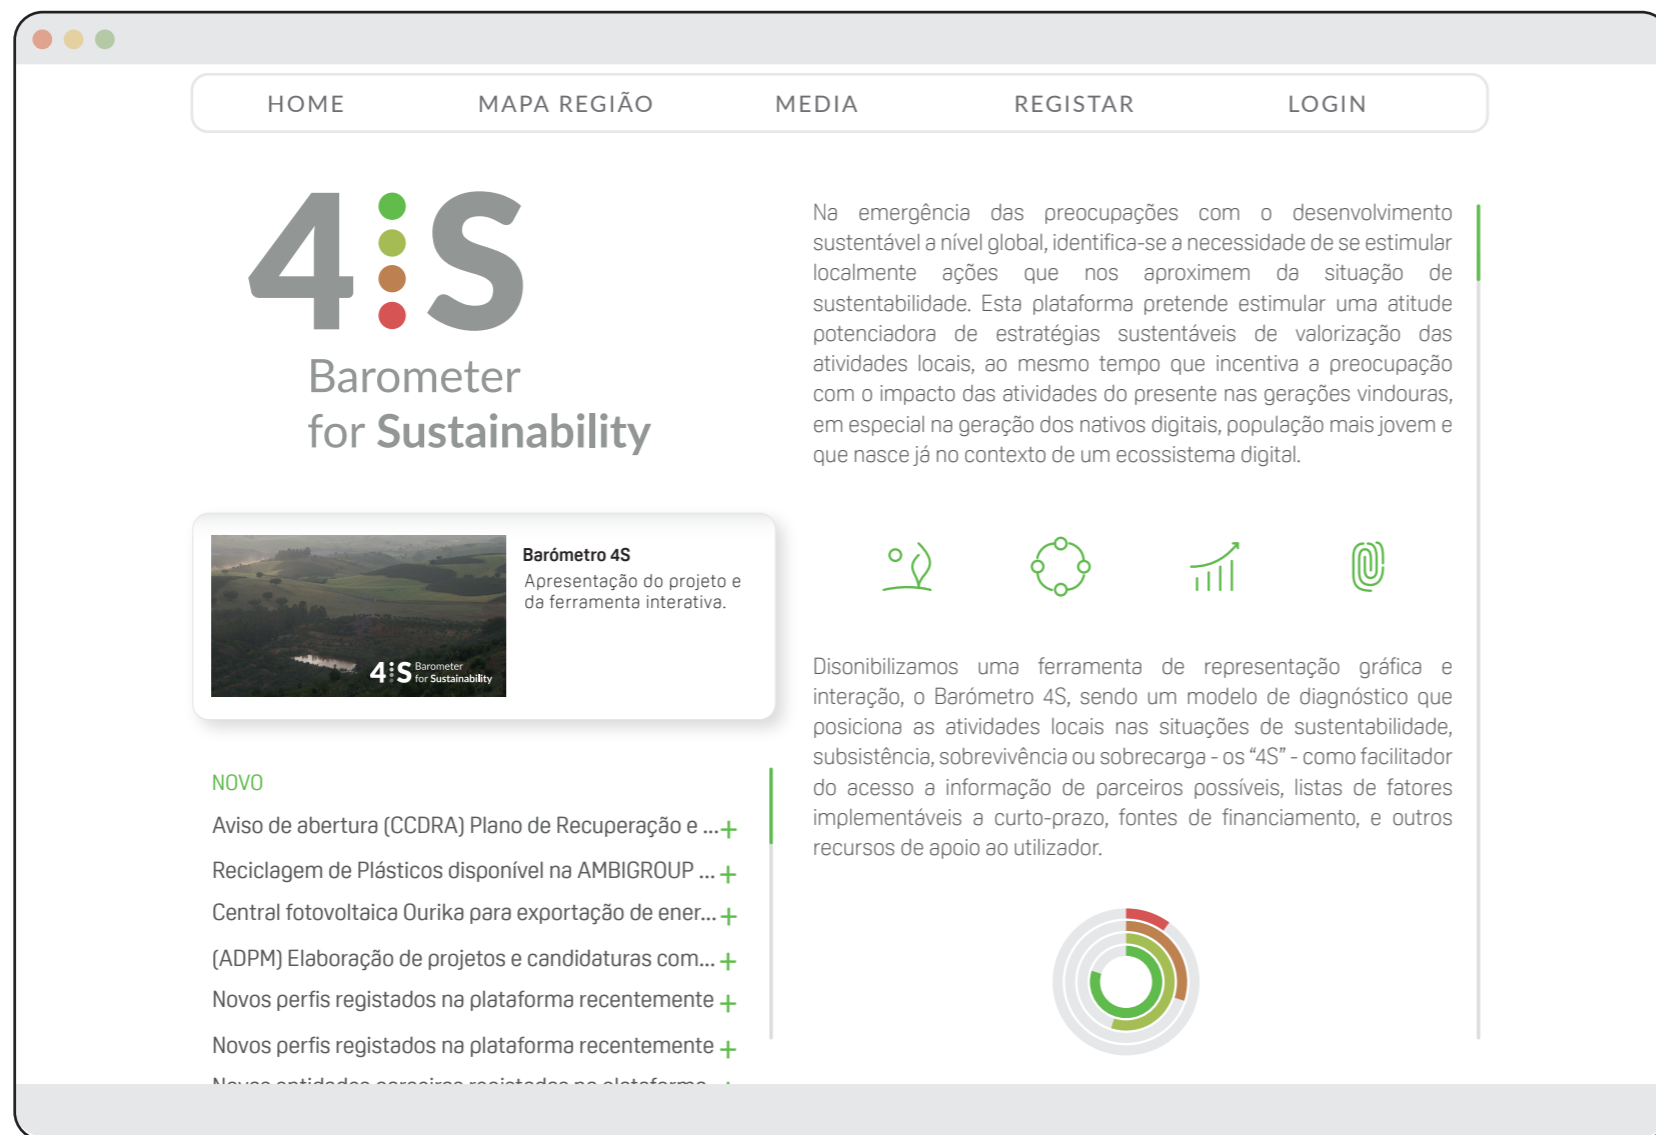 HOME MAPA REGIÃO MEDIA REGISTAR LOGIN
4S
Barometer
for Sustainability
Barómetro 4S
Apresentação do projeto e
da ferramenta interativa.
4S Barometer
for Sustainability
NOVO
Aviso de abertura (CCDRA) Plano de Recuperação e ...+
Reciclagem de Plásticos disponível na AMBIGROUP ...+
Central fotovoltaica Ourika para exportação de ener...+
(ADPM) Elaboração de projetos e candidaturas com...+
Novos perfis registados na plataforma recentemente +
Novos perfis registados na plataforma recentemente +
Na emergência das preocupações com o desenvolvimento
sustentável a nível global, identifica-se a necessidade de se estimular
localmente ações que nos aproximem da situação de
sustentabilidade. Esta plataforma pretende estimular uma atitude
potenciadora de estratégias sustentáveis de valorização das
atividades locais, ao mesmo tempo que incentiva a preocupação
com o impacto das atividades do presente nas gerações vindouras,
em especial na geração dos nativos digitais, população mais jovem e
que nasce já no contexto de um ecossistema digital.
Disonibilizamos uma ferramenta de representação gráfica e
interação, o Barómetro 4S, sendo um modelo de diagnóstico que
posiciona as atividades locais nas situações de sustentabilidade,
subsistência, sobrevivência ou sobrecarga - os “4S” - como facilitador
do acesso a informação de parceiros possíveis, listas de fatores
implementáveis a curto-prazo, fontes de financiamento, e outros
recursos de apoio ao utilizador.